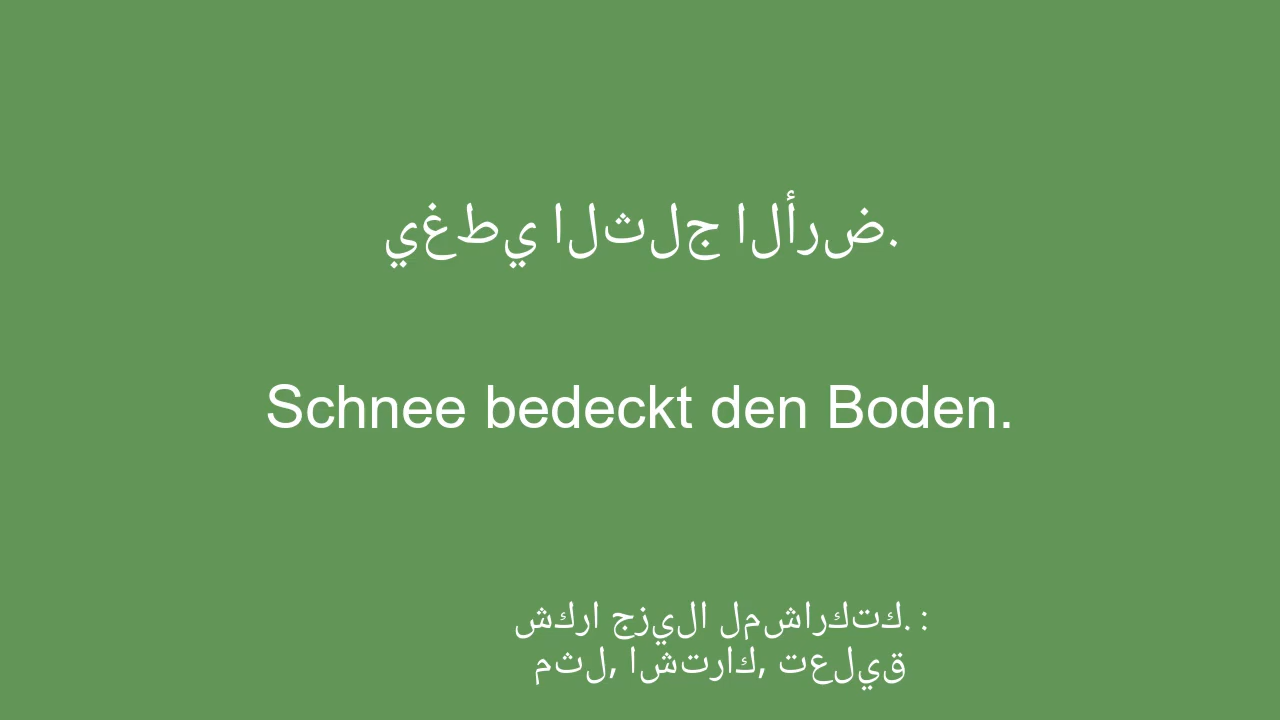 يغطي الثلج الأرض.
Schnee bedeckt den Boden.
شكرا جزيلا لمشاركتك. :
مثل, اشتراك, تعليق